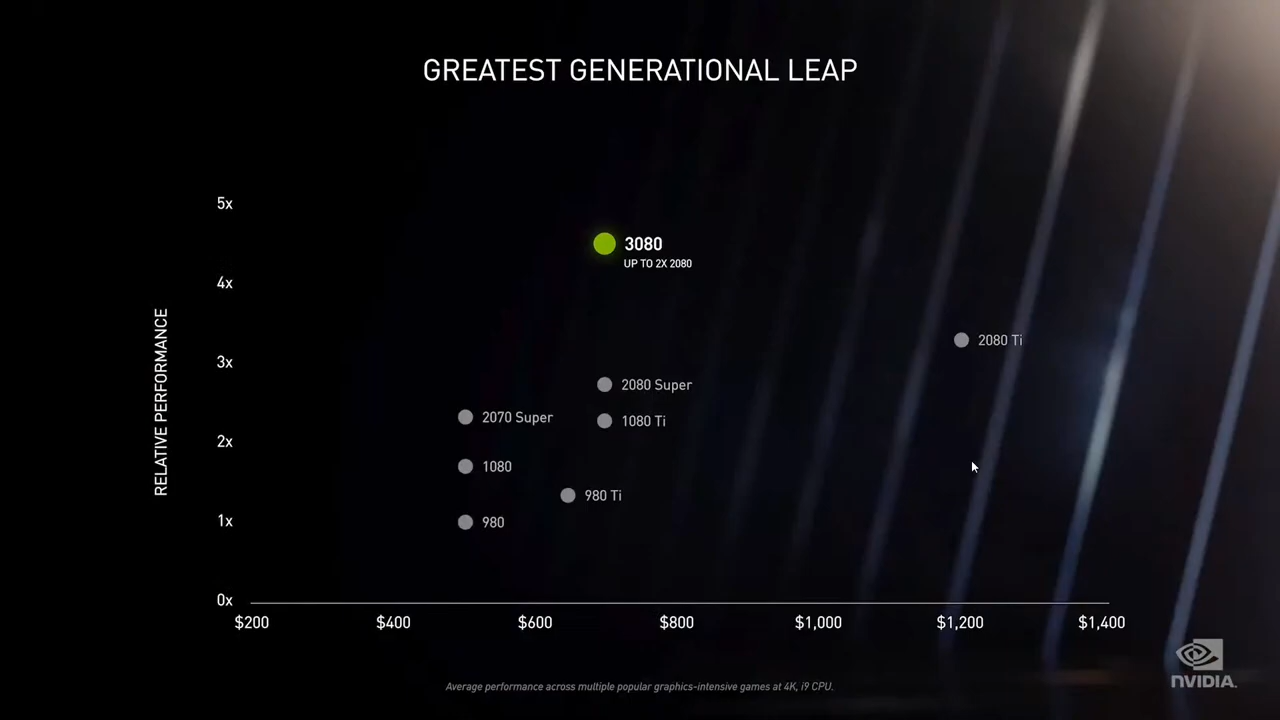 GREATEST GENERATIONAL LEAP
5x
3080
UP TO 2X 2080
4x
RELATIVE PERFORMANCE
3x
2080 Ti
2080 Super
2070 Super
1080 Ti
2x
1080
980 Ti
1x
980
0x
$200
$400
$600
$800
$1,000
$1,200
$1,400
Average performance across multiple popular graphics-intensive games at 4K, i9 CPU.
NVIDIA.